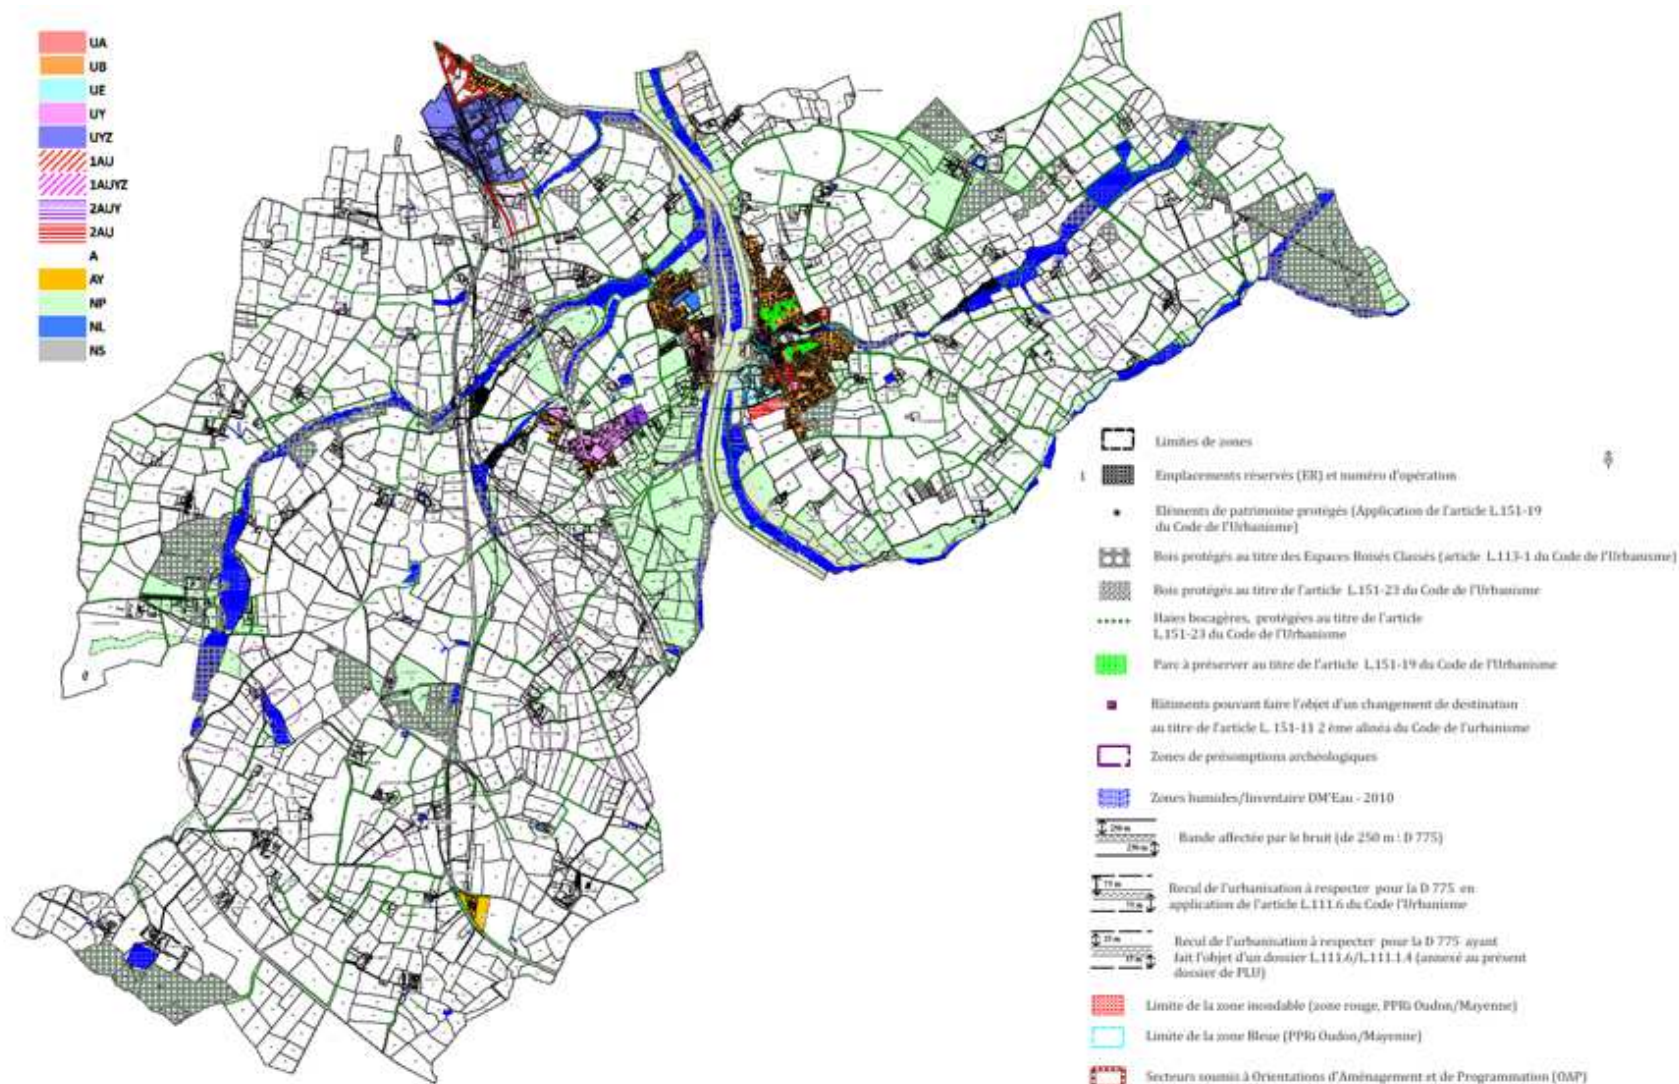 UA
UB
UE
UY
UYZ
1AU
1AUYZ
2AUY
2AU
A
AY
NP
NL
NS
Limites de zones
1
Emplacements réservés (ER) et numéro d'opération
Eléments de patrimoine protégés (Application de l'article L.151-19
du Code de l'Urbanisme)
Bois protégés au titre des Espaces Boisés Classés (article L.113-1 du Code de l'Urbanisme)
Bois protégés au titre de l'article L.151-23 du Code de l'Urbanisme
Haies bocagères, protégées au titre de l'article
L.151-23 du Code de l'Urbanisme
Parc à préserver au titre de l'article L.151-19 du Code de l'Urbanisme
Bâtiments pouvant faire l'objet d'un changement de destination
au titre de l'article L. 151-11 2 ème alinéa du Code de l'urbanisme
Zones de présomptions archéologiques
Zones humides/Inventaire DM'Eau - 2010
250 m
250 m
Bande affectée par le bruit (de 250 m : D 775)
75 m
75 m
Recul de l'urbanisation à respecter pour la D 775 en
application de l'article L.111.6 du Code l'Urbanisme
Recul de l'urbanisation à respecter pour la D 775 ayant
fait l'objet d'un dossier L.111.6/L.111.1.4 (annexé au présent
dossier de PLU)
Limite de la zone inondable (zone rouge, PPRi Oudon/Mayenne)
Limite de la zone Bleue (PPRi Oudon/Mayenne)
Secteurs soumis à Orientations d'Aménagement et de Programmation (OAP)